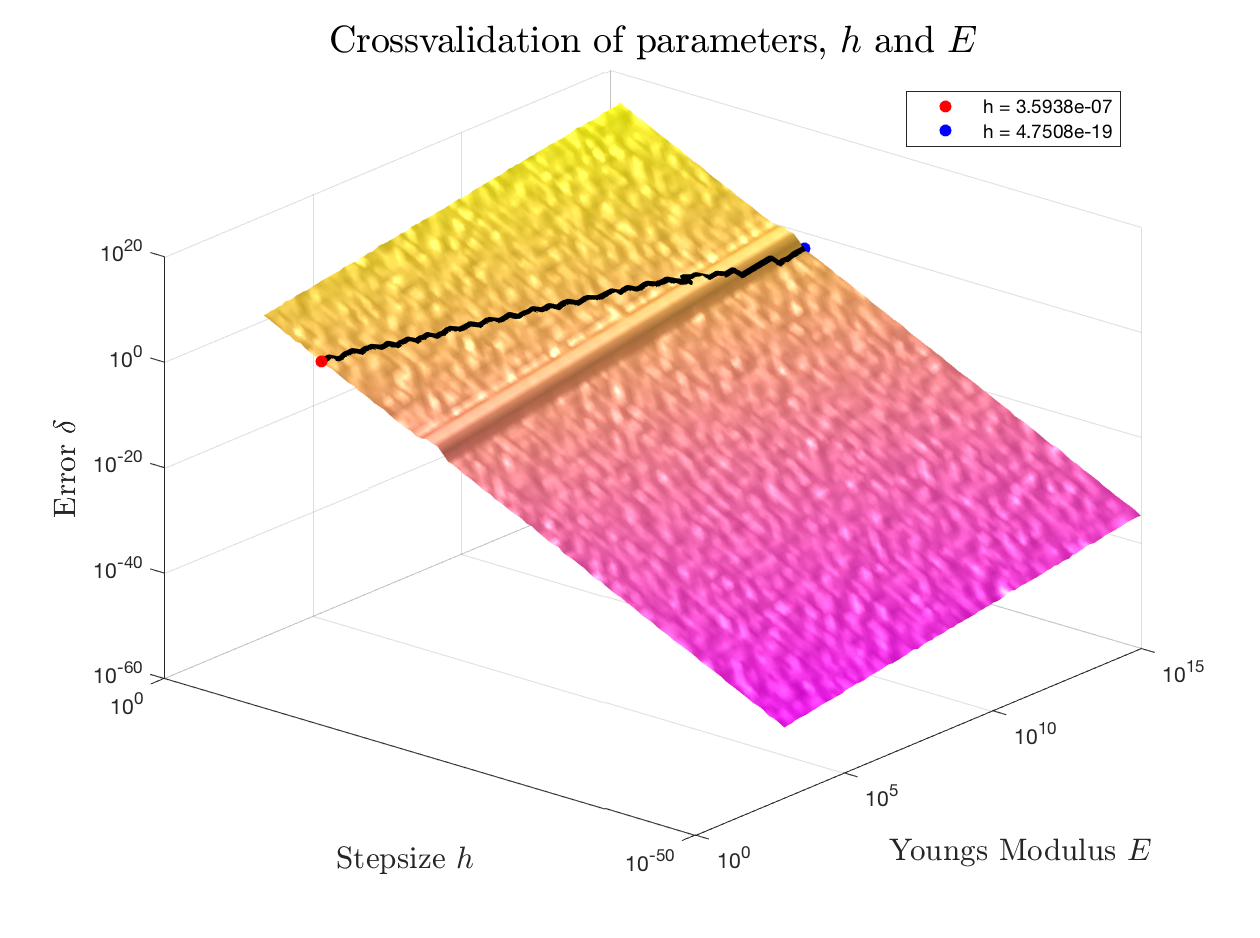 Crossvalidation of parameters, h and E
h = 3.5938e-07
h = 4.7508e-19
10^20
10^0
10^-20
10^-40
10^-60
Error δ
10^0
10^-50
Stepsize h
10^0
10^5
10^10
10^15
Youngs Modulus E